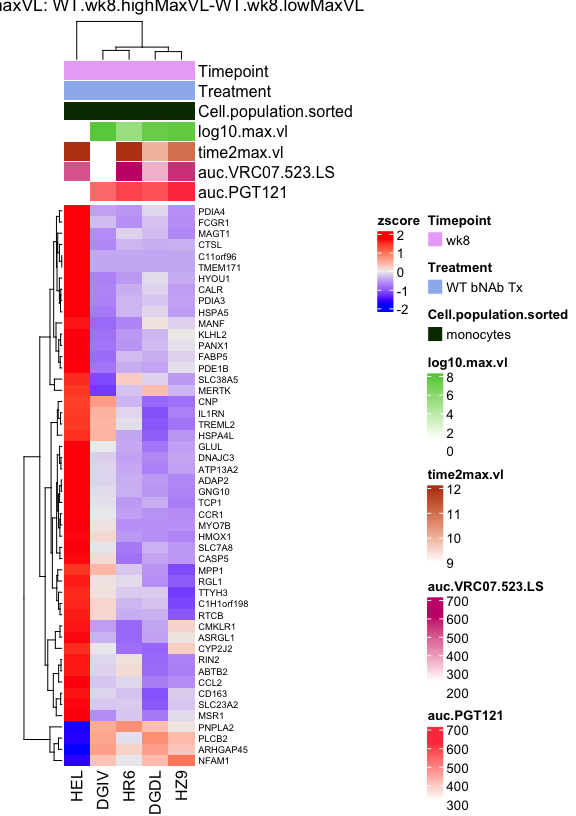 maxVL: WT.wk8.highMaxVL-WT.wk8.lowMaxVL
Timepoint
Treatment
Cell.population.sorted
log10.max.vl
time2max.vl
auc.VRC07.523.LS
auc.PGT121
PDIA4
FCGR1
MAGT1
CTSL
C11orf96
TMEM171
HYOU1
CALR
PDIA3
HSPA5
MANF
KLHL2
PANX1
FABP5
PDE1B
SLC38A5
MERTK
CNP
IL1RN
TREML2
HSPA4L
GLUL
DNAJC3
ATP13A2
ADAP2
GNG10
TCP1
CCR1
MYO7B
HMOX1
SLC7A8
CASP5
MPP1
RGL1
TTYH3
C1H1orf198
RTCB
CMKLR1
ASRGL1
CYP2J2
RIN2
ABTB2
CCL2
CD163
SLC23A2
MSR1
PNPLA2
PLCB2
ARHGAP45
NFAM1
HEL
DGIV
HR6
DGDL
HZ9
zscore
2
1
0
-1
-2
Timepoint
wk8
Treatment
WT bNAb Tx
Cell.population.sorted
monocytes
log10.max.vl
8
6
4
2
0
time2max.vl
12
11
10
9
auc.VRC07.523.LS
700
600
500
400
300
200
auc.PGT121
700
600
500
400
300